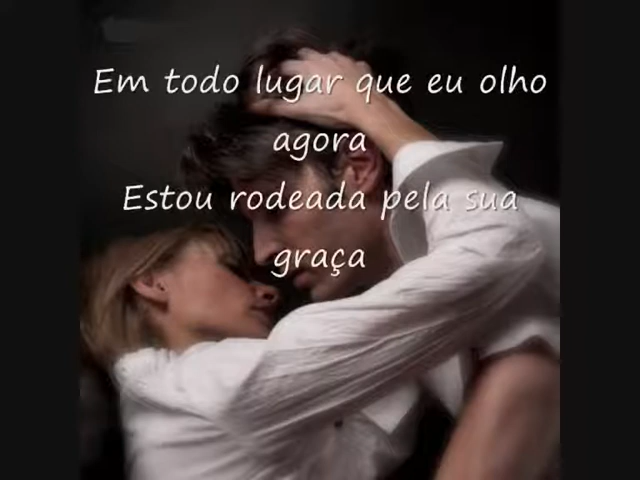 Em todo lugar que eu olho
agora
Estou rodeada pela sua
graça